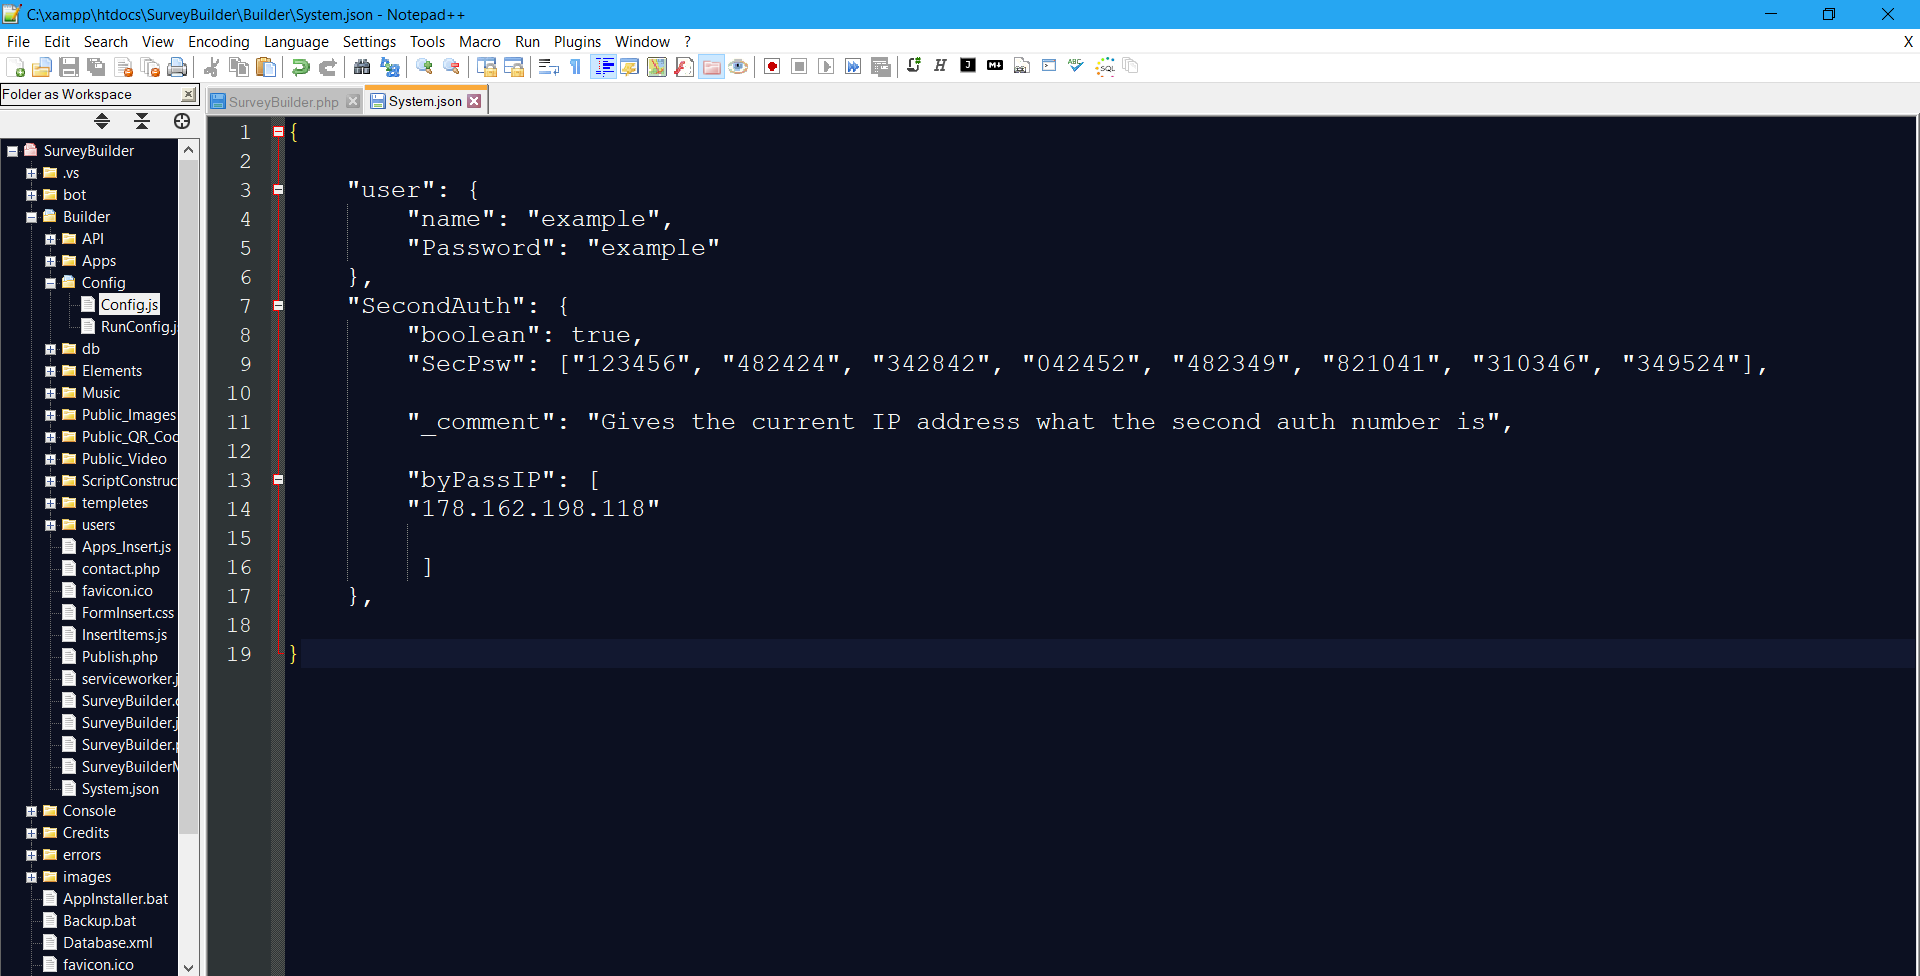 C:\xampp\htdocs\SurveyBuilder\Builder\System.json - Notepad++
File Edit Search View Encoding Language Settings Tools Macro Run Plugins Window ? X
Folder as Workspace
SurveyBuilder.php System.json
SurveyBuilder
.vs
bot
Builder
API
Apps
Config
Config.js
RunConfig.j
db
Elements
Music
Public_Images
Public_QR_Coc
Public_Video
ScriptConstruc
templetes
users
Apps_Insert.js
contact.php
favicon.ico
FormInsert.css
InsertItems.js
Publish.php
serviceworker.j
SurveyBuilder.c
SurveyBuilder.j
SurveyBuilder.p
SurveyBuilderM
System.json
Console
Credits
errors
images
AppInstaller.bat
Backup.bat
Database.xml
favicon.ico
1 {
2
3 "user": {
4 "name": "example",
5 "Password": "example"
6 },
7 "SecondAuth": {
8 "boolean": true,
9 "SecPsw": ["123456", "482424", "342842", "042452", "482349", "821041", "310346", "349524"],
10
11 "_comment": "Gives the current IP address what the second auth number is",
12
13 "byPassIP": [
14 "178.162.198.118"
15
16 ]
17 },
18
19 }